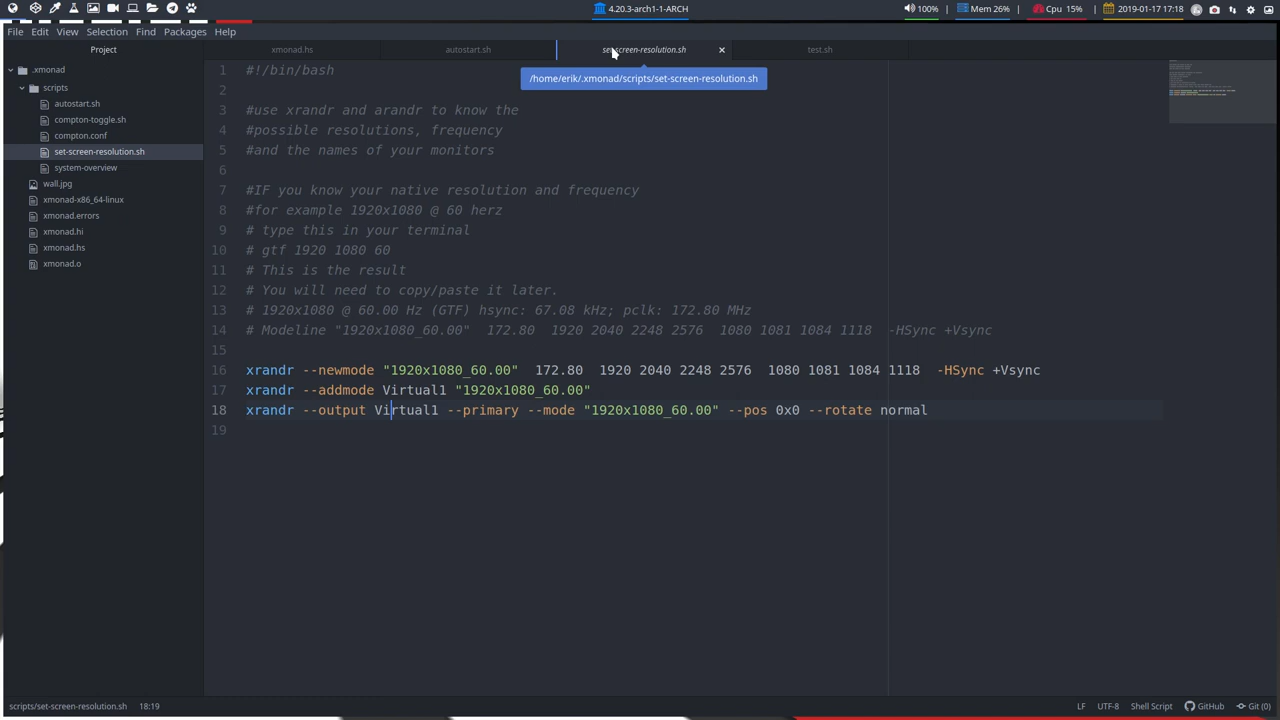 4.20.3-arch1-1-ARCH
100%
Mem 26%
Cpu 15%
2019-01-17 17:18
File Edit View Selection Find Packages Help
Project
xmonad.hs
autostart.sh
set-screen-resolution.sh
test.sh
/home/erik/.xmonad/scripts/set-screen-resolution.sh
.xmonad
scripts
autostart.sh
compton-toggle.sh
compton.conf
set-screen-resolution.sh
system-overview
wall.jpg
xmonad-x86_64-linux
xmonad.errors
xmonad.hi
xmonad.hs
xmonad.o
1 #!/bin/bash
2
3 #use xrandr and arandr to know the
4 #possible resolutions, frequency
5 #and the names of your monitors
6
7 #IF you know your native resolution and frequency
8 #for example 1920x1080 @ 60 herz
9 # type this in your terminal
10 # gtf 1920 1080 60
11 # This is the result
12 # You will need to copy/paste it later.
13 # 1920x1080 @ 60.00 Hz (GTF) hsync: 67.08 kHz; pclk: 172.80 MHz
14 # Modeline "1920x1080_60.00"  172.80  1920 2040 2248 2576  1080 1081 1084 1118  -HSync +Vsync
15
16 xrandr --newmode "1920x1080_60.00"  172.80  1920 2040 2248 2576  1080 1081 1084 1118  -HSync +Vsync
17 xrandr --addmode Virtual1 "1920x1080_60.00"
18 xrandr --output Virtual1 --primary --mode "1920x1080_60.00" --pos 0x0 --rotate normal
19
scripts/set-screen-resolution.sh 18:19
LF UTF-8 Shell Script GitHub Git (0)